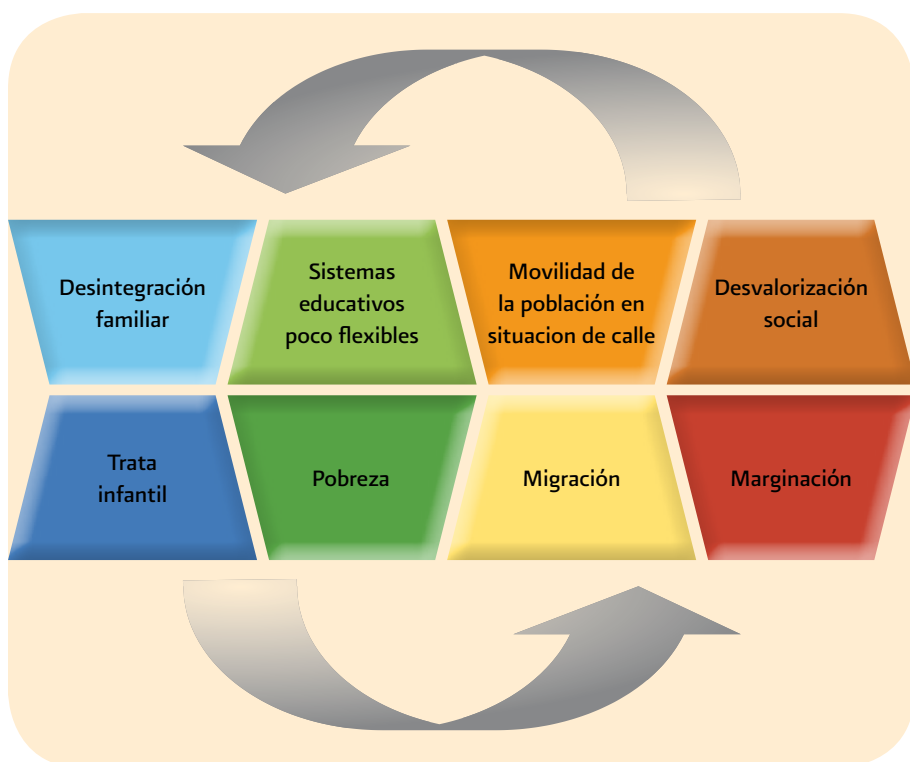 Desintegración
familiar
Sistemas
educativos
poco flexibles
Movilidad de
la población en
situacion de calle
Desvalorización
social
Trata
infantil
Pobreza
Migración
Marginación